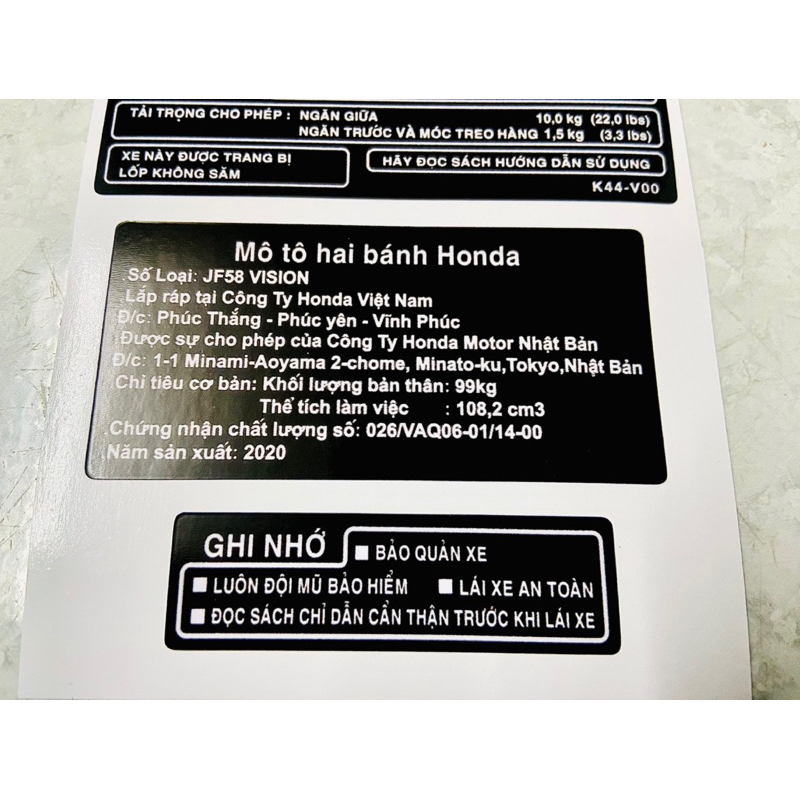 TẢI TRỌNG CHO PHÉP : NGĂN GIỮA 10,0 kg (22,0 lbs)
NGĂN TRƯỚC VÀ MÓC TREO HÀNG 1,5 kg (3,3 lbs)
XE NÀY ĐƯỢC TRANG BỊ
LỐP KHÔNG SĂM
HÃY ĐỌC SÁCH HƯỚNG DẪN SỬ DỤNG
K44-V00
Mô tô hai bánh Honda
Số Loại: JF58 VISION
Lắp ráp tại Công Ty Honda Việt Nam
Đ/c: Phúc Thắng - Phúc yên - Vĩnh Phúc
Được sự cho phép của Công Ty Honda Motor Nhật Bản
Đ/c: 1-1 Minami-Aoyama 2-chome, Minato-ku,Tokyo,Nhật Bản
Chỉ tiêu cơ bản: Khối lượng bản thân: 99kg
Thể tích làm việc : 108,2 cm3
Chứng nhận chất lượng số: 026/VAQ06-01/14-00
Năm sản xuất: 2020
GHI NHỚ
BẢO QUẢN XE
LUÔN ĐỘI MŨ BẢO HIỂM
LÁI XE AN TOÀN
ĐỌC SÁCH CHỈ DẪN CẨN THẬN TRƯỚC KHI LÁI XE